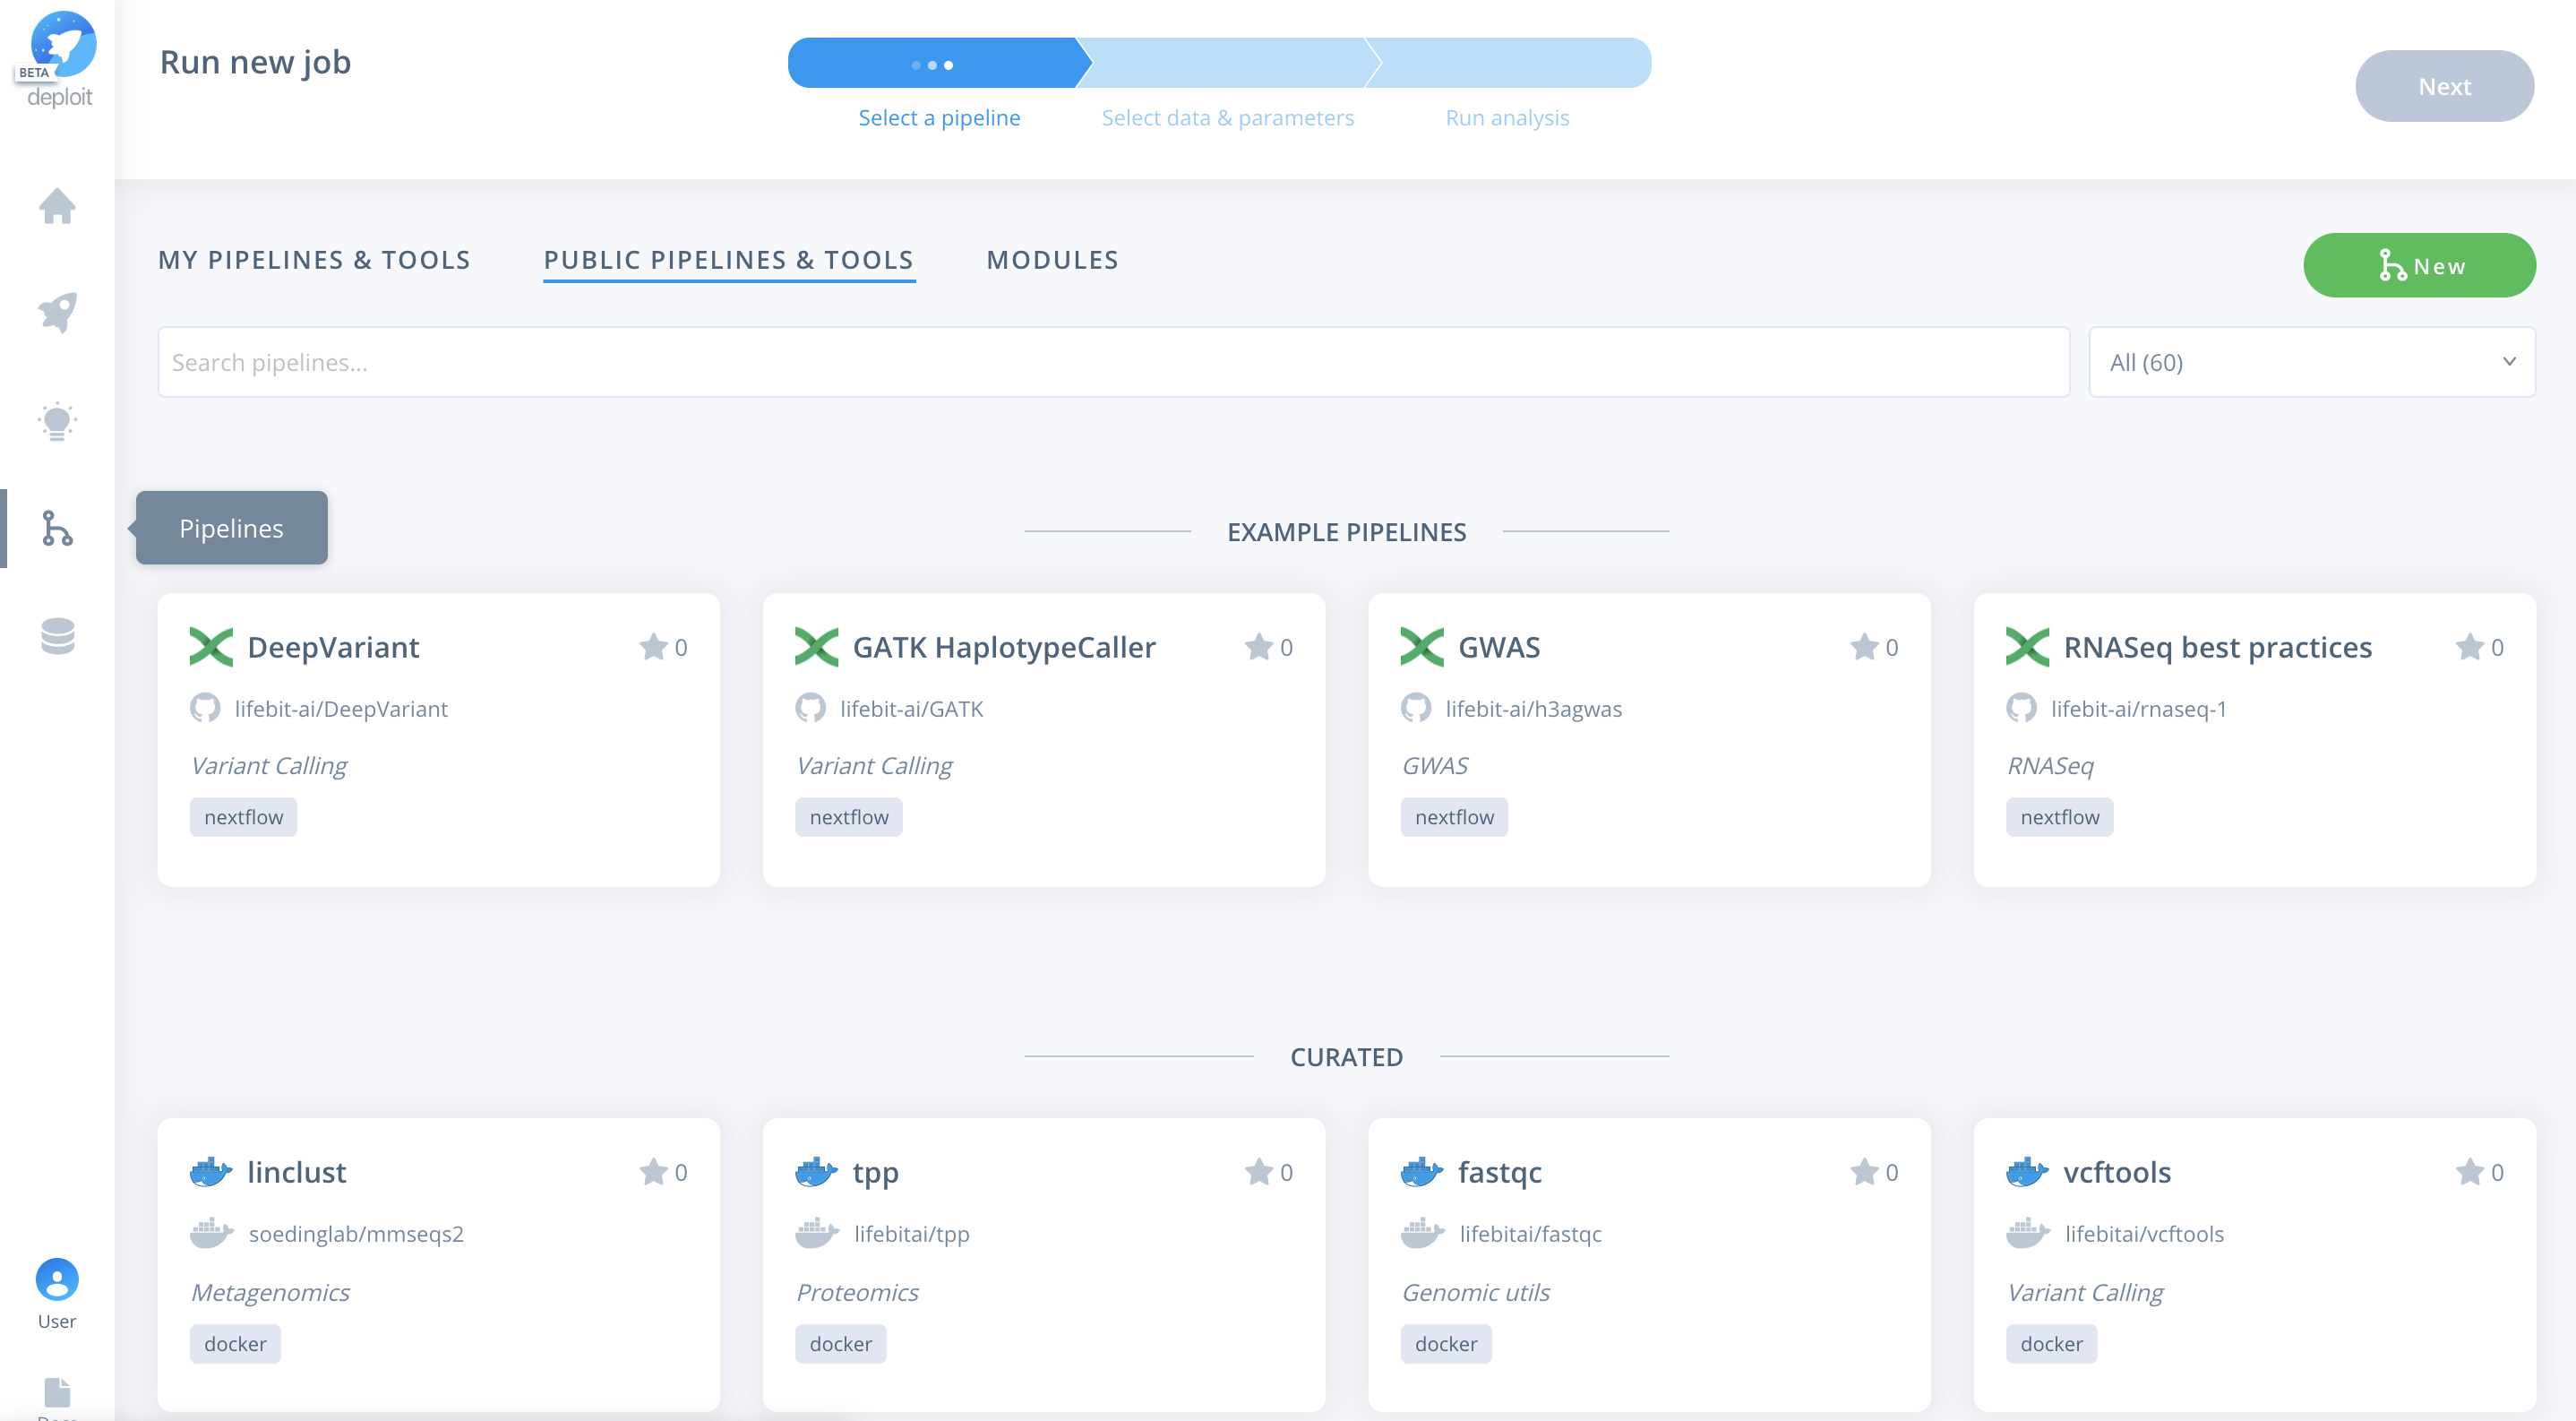 BETA
deploit
Run new job
Select a pipeline
Select data & parameters
Run analysis
Next
MY PIPELINES & TOOLS
PUBLIC PIPELINES & TOOLS
MODULES
New
Search pipelines...
All (60)
Pipelines
EXAMPLE PIPELINES
DeepVariant
0
lifebit-ai/DeepVariant
Variant Calling
nextflow
GATK HaplotypeCaller
0
lifebit-ai/GATK
Variant Calling
nextflow
GWAS
0
lifebit-ai/h3agwas
GWAS
nextflow
RNASeq best practices
0
lifebit-ai/rnaseq-1
RNASeq
nextflow
CURATED
linclust
0
soedinglab/mmseqs2
Metagenomics
docker
tpp
0
lifebitai/tpp
Proteomics
docker
fastqc
0
lifebitai/fastqc
Genomic utils
docker
vcftools
0
lifebitai/vcftools
Variant Calling
docker
User